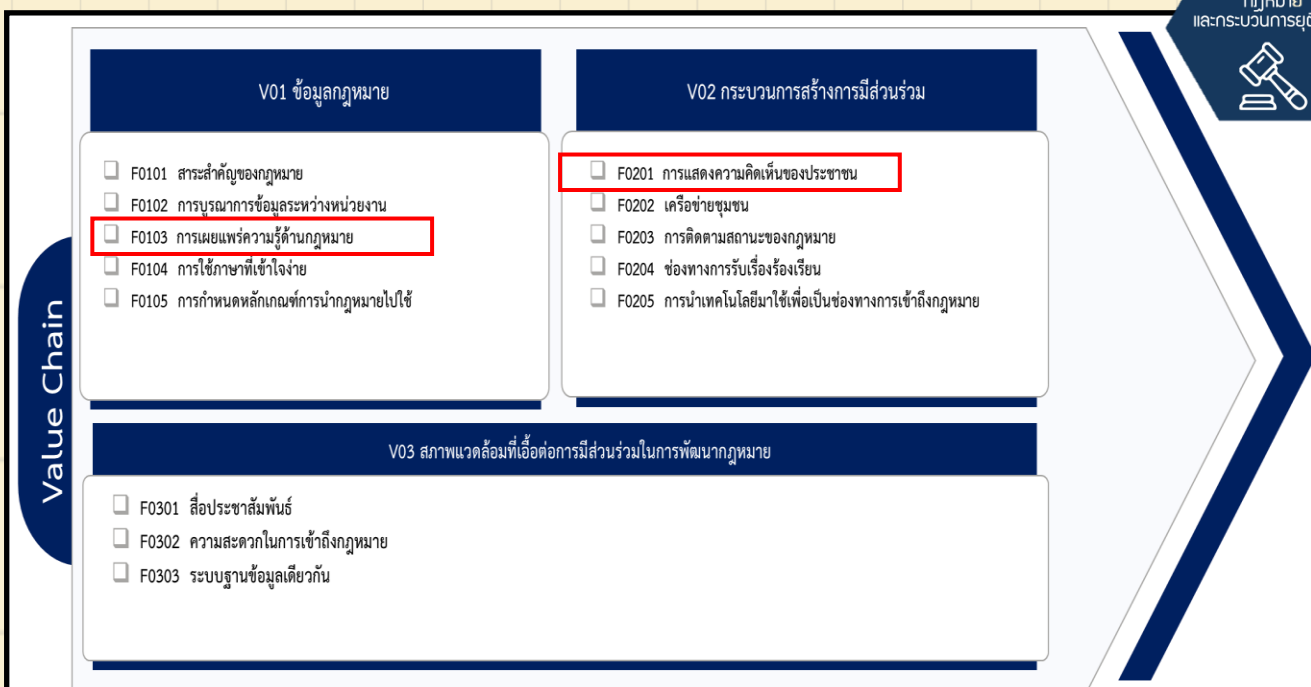 กฎหมาย
และกระบวนการยุติ
V01 ข้อมูลกฎหมาย
F0101 สาระสำคัญของกฎหมาย
F0102 การบูรณาการข้อมูลระหว่างหน่วยงาน
F0103 การเผยแพร่ความรู้ด้านกฎหมาย
F0104 การใช้ภาษาที่เข้าใจง่าย
F0105 การกำหนดหลักเกณฑ์การนำกฎหมายไปใช้
V02 กระบวนการสร้างการมีส่วนร่วม
F0201 การแสดงความคิดเห็นของประชาชน
F0202 เครือข่ายชุมชน
F0203 การติดตามสถานะของกฎหมาย
F0204 ช่องทางการรับเรื่องร้องเรียน
F0205 การนำเทคโนโลยีมาใช้เพื่อเป็นช่องทางการเข้าถึงกฎหมาย
Value Chain
V03 สภาพแวดล้อมที่เอื้อต่อการมีส่วนร่วมในการพัฒนากฎหมาย
F0301 สื่อประชาสัมพันธ์
F0302 ความสะดวกในการเข้าถึงกฎหมาย
F0303 ระบบฐานข้อมูลเดียวกัน